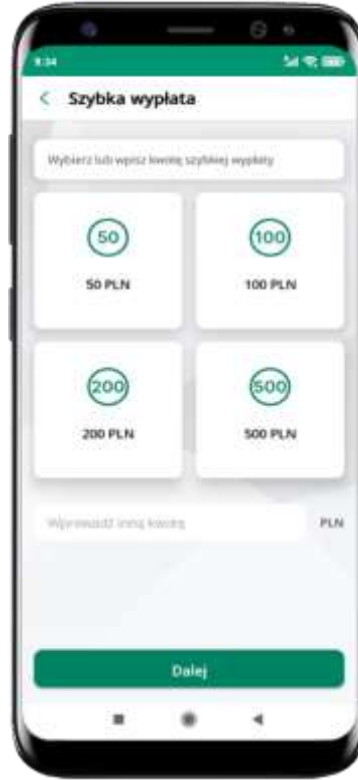 9:34
Szybka wypłata
Wybierz lub wpisz kwotę szybkiej wypłaty
50
100
50 PLN
100 PLN
200
500
200 PLN
500 PLN
Wprowadź inną kwotę
PLN
Dalej